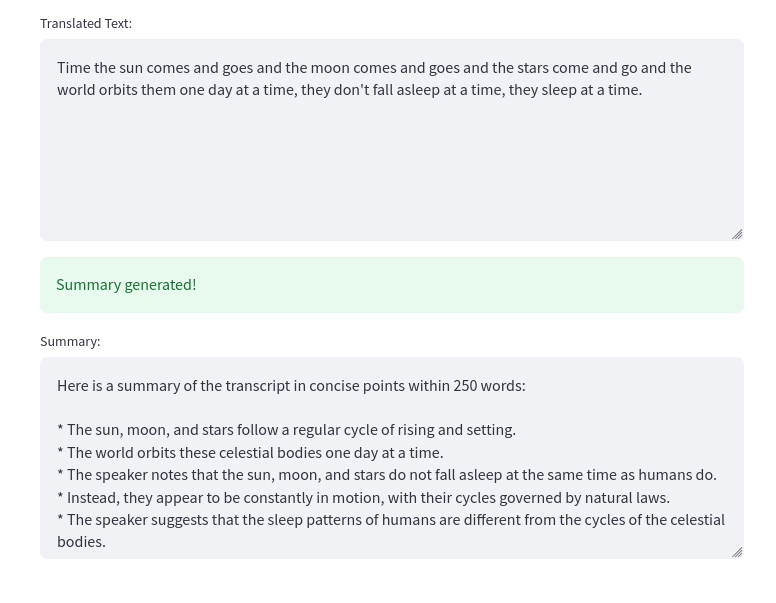 Translated Text:
Time the sun comes and goes and the moon comes and goes and the stars come and go and the
world orbits them one day at a time, they don't fall asleep at a time, they sleep at a time.
Summary generated!
Summary:
Here is a summary of the transcript in concise points within 250 words:
* The sun, moon, and stars follow a regular cycle of rising and setting.
* The world orbits these celestial bodies one day at a time.
* The speaker notes that the sun, moon, and stars do not fall asleep at the same time as humans do.
* Instead, they appear to be constantly in motion, with their cycles governed by natural laws.
* The speaker suggests that the sleep patterns of humans are different from the cycles of the celestial
bodies.